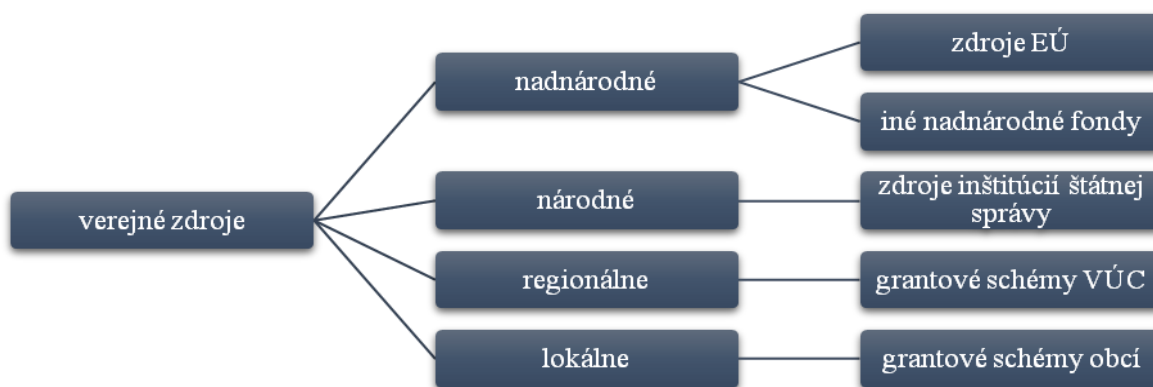 verejné zdroje
nadnárodné
zdroje EÚ
iné nadnárodné fondy
národné
zdroje inštitúcií štátnej
správy
regionálne
grantové schémy VÚC
lokálne
grantové schémy obcí